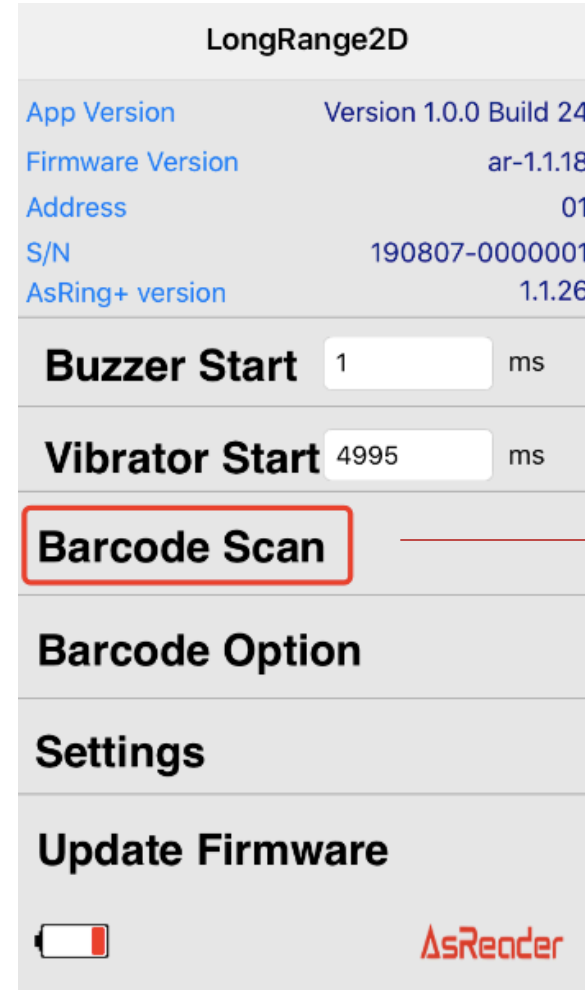 LongRange2D
App Version Version 1.0.0 Build 24
Firmware Version ar-1.1.18
Address 01
S/N 190807-0000001
AsRing+ version 1.1.26
Buzzer Start 1 ms
Vibrator Start 4995 ms
Barcode Scan
Barcode Option
Settings
Update Firmware
AsReader